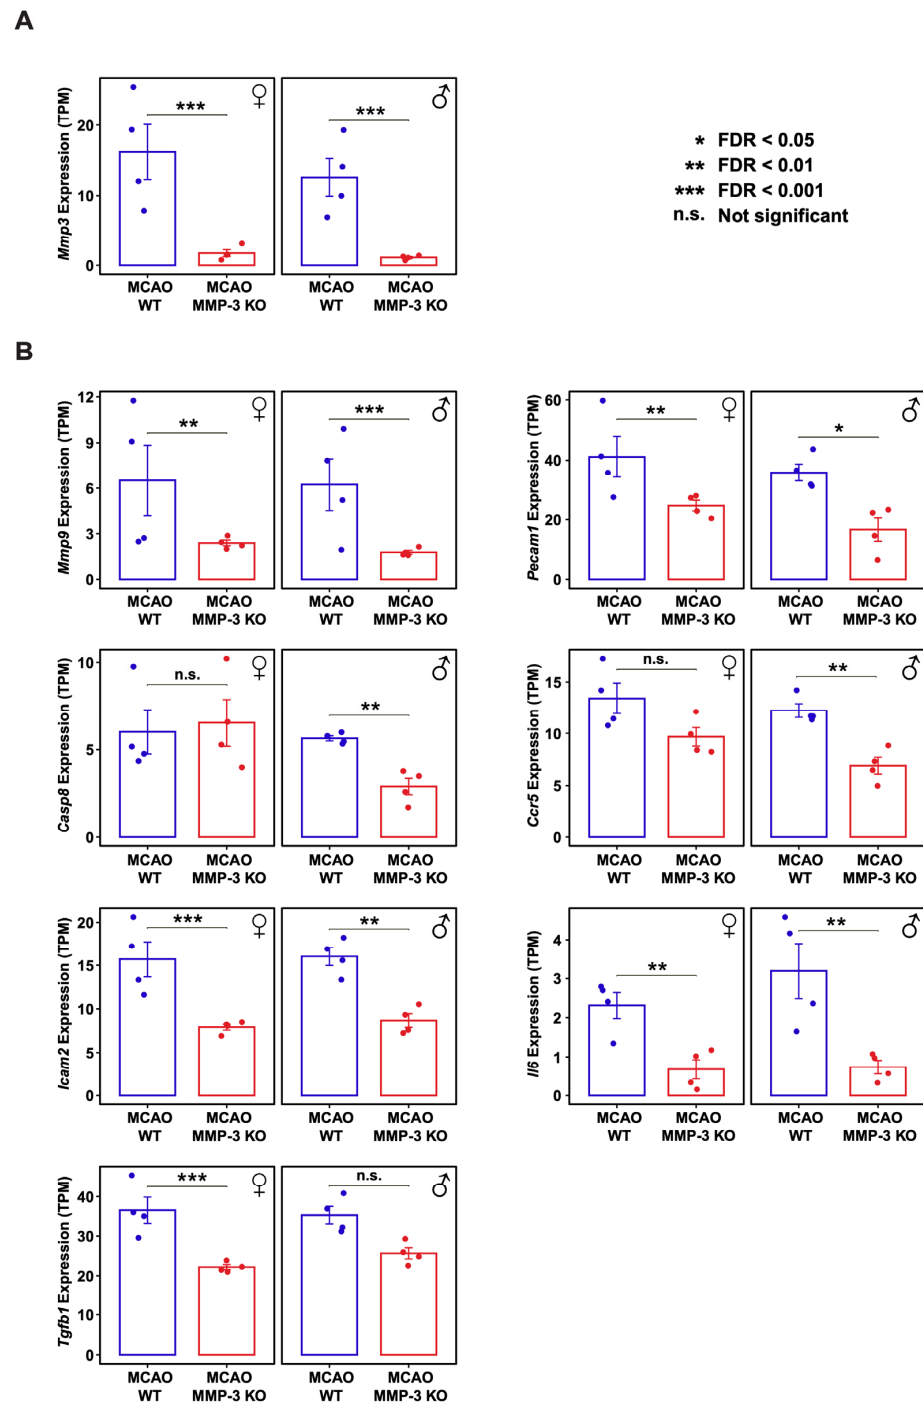 A
Mmp3 Expression (TPM)
20
10
0
***
♀
***
♂
MCAO
WT
MCAO
MMP-3 KO
MCAO
WT
MCAO
MMP-3 KO
* FDR < 0.05
** FDR < 0.01
*** FDR < 0.001
n.s. Not significant
B
Mmp9 Expression (TPM)
12
9
6
3
0
**
♀
***
♂
MCAO
WT
MCAO
MMP-3 KO
MCAO
WT
MCAO
MMP-3 KO
Pecam1 Expression (TPM)
60
40
20
0
**
♀
*
♂
MCAO
WT
MCAO
MMP-3 KO
MCAO
WT
MCAO
MMP-3 KO
Casp8 Expression (TPM)
10
5
0
n.s.
♀
**
♂
MCAO
WT
MCAO
MMP-3 KO
MCAO
WT
MCAO
MMP-3 KO
Ccr5 Expression (TPM)
15
10
5
0
n.s.
♀
**
♂
MCAO
WT
MCAO
MMP-3 KO
MCAO
WT
MCAO
MMP-3 KO
Icam2 Expression (TPM)
20
15
10
5
0
***
♀
**
♂
MCAO
WT
MCAO
MMP-3 KO
MCAO
WT
MCAO
MMP-3 KO
Il6 Expression (TPM)
4
3
2
1
0
**
♀
**
♂
MCAO
WT
MCAO
MMP-3 KO
MCAO
WT
MCAO
MMP-3 KO
Tgfb1 Expression (TPM)
40
30
20
10
0
***
♀
n.s.
♂
MCAO
WT
MCAO
MMP-3 KO
MCAO
WT
MCAO
MMP-3 KO